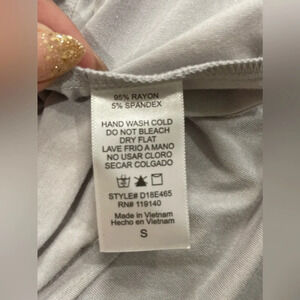 95% RAYON
5% SPANDEX
HAND WASH COLD
DO NOT BLEACH
DRY FLAT
LAVE FRIO A MANO
NO USAR CLORO
SECAR COLGADO
STYLE# D18E465
RN# 119140
Made in Vietnam
Hecho en Vietnam
S